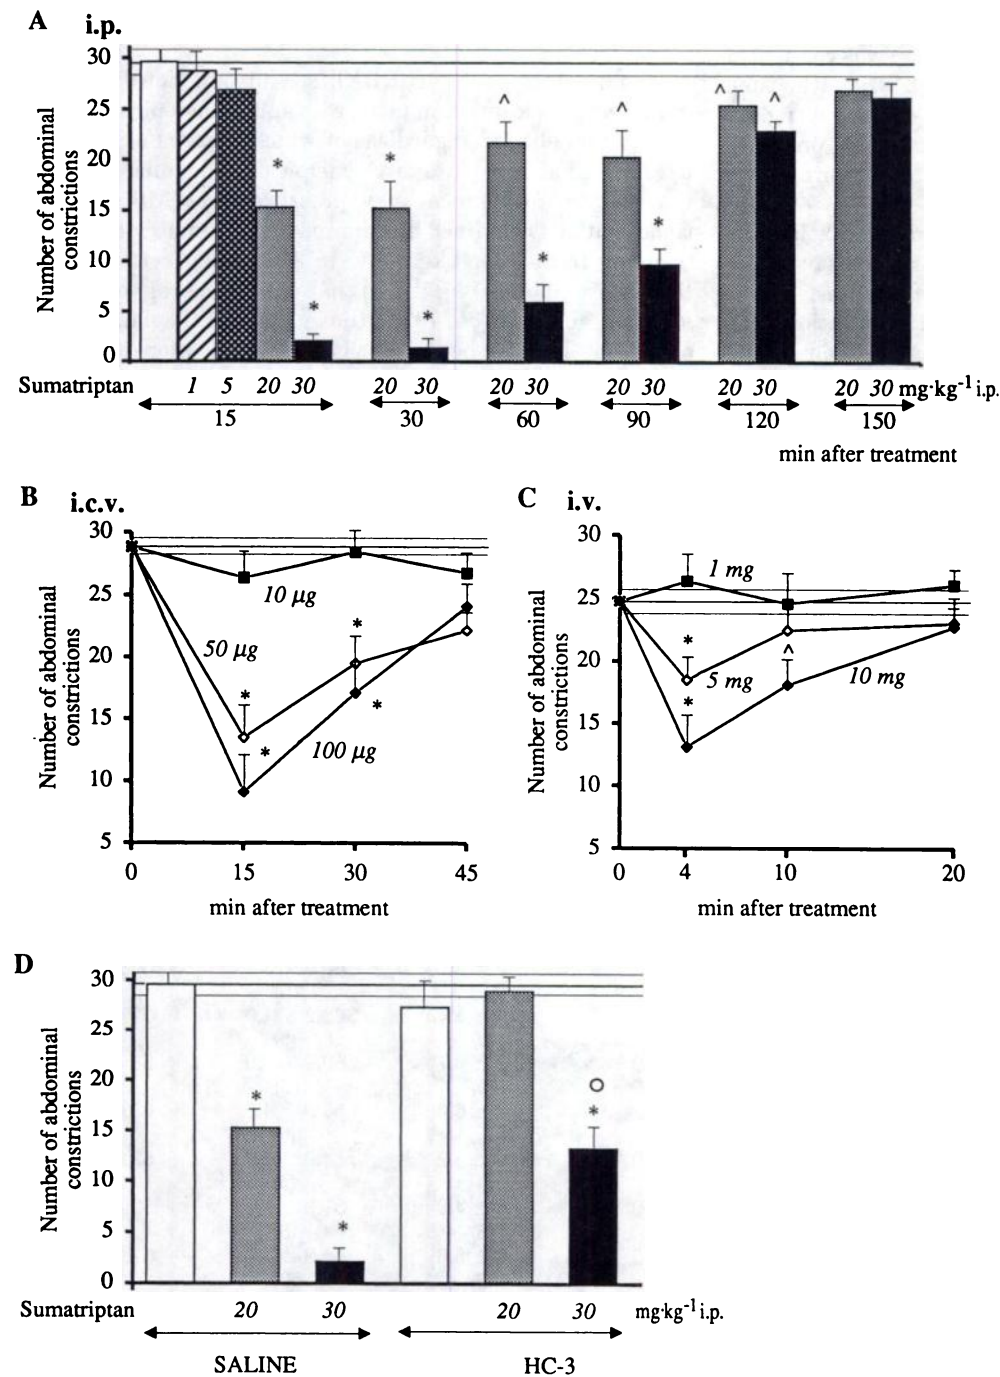 A i.p.
Number of abdominal
constrictions
30
25
20
15
10
5
0
* * * * ^ * ^ * ^ ^
Sumatriptan 1 5 20 30 20 30 20 30 20 30 20 30 20 30 mg·kg⁻¹ i.p.
15 30 60 90 120 150
min after treatment
B i.c.v.
Number of abdominal
constrictions
30
25
20
15
10
5
10 µg
50 µg
100 µg
* * * *
0 15 30 45
min after treatment
C i.v.
Number of abdominal
constrictions
30
25
20
15
10
5
1 mg
5 mg
10 mg
* * ^
0 4 10 20
min after treatment
D
Number of abdominal
constrictions
30
25
20
15
10
5
0
* * *
Sumatriptan 20 30 20 30 mg·kg⁻¹ i.p.
SALINE HC-3